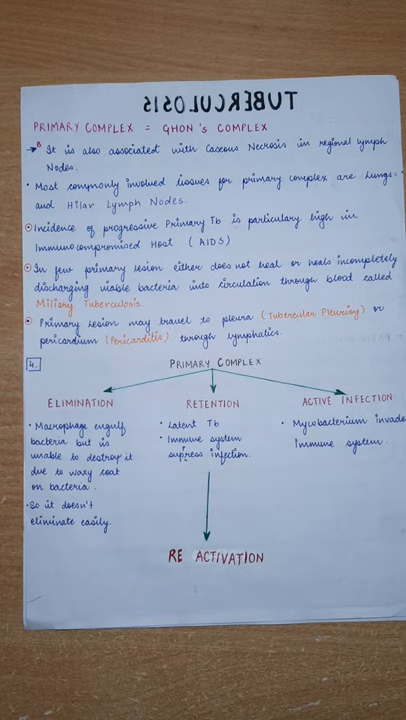 TUBERCULOSIS
PRIMARY COMPLEX = GHON's COMPLEX
B It is also associated with Caseous Necrosis in regional lymph
Nodes.
• Most commonly involved tissues for primary complex are lungs
and Hilar Lymph Nodes.
Incidence of progressive Primary Tb is particulary high in
Immunocompromised Host (AIDS)
In few primary lesion either does not heal or heals incompletely
discharging viable bacteria into circulation through blood called
Miliary Tuberculosis.
Primary lesion may travel to pleura (Tubercular Pleurisy) or
pericardium (Pericarditis) through lymphatics.
4. PRIMARY COMPLEX
ELIMINATION
• Macrophage engulf
bacteria but is
unable to destroy it
due to waxy coat
on bacteria.
• So it doesn't
eliminate easily.
RETENTION
• Latent Tb
• Immune system
supress infection.
ACTIVE INFECTION
• Mycobacterium invade
Immune system.
RE ACTIVATION